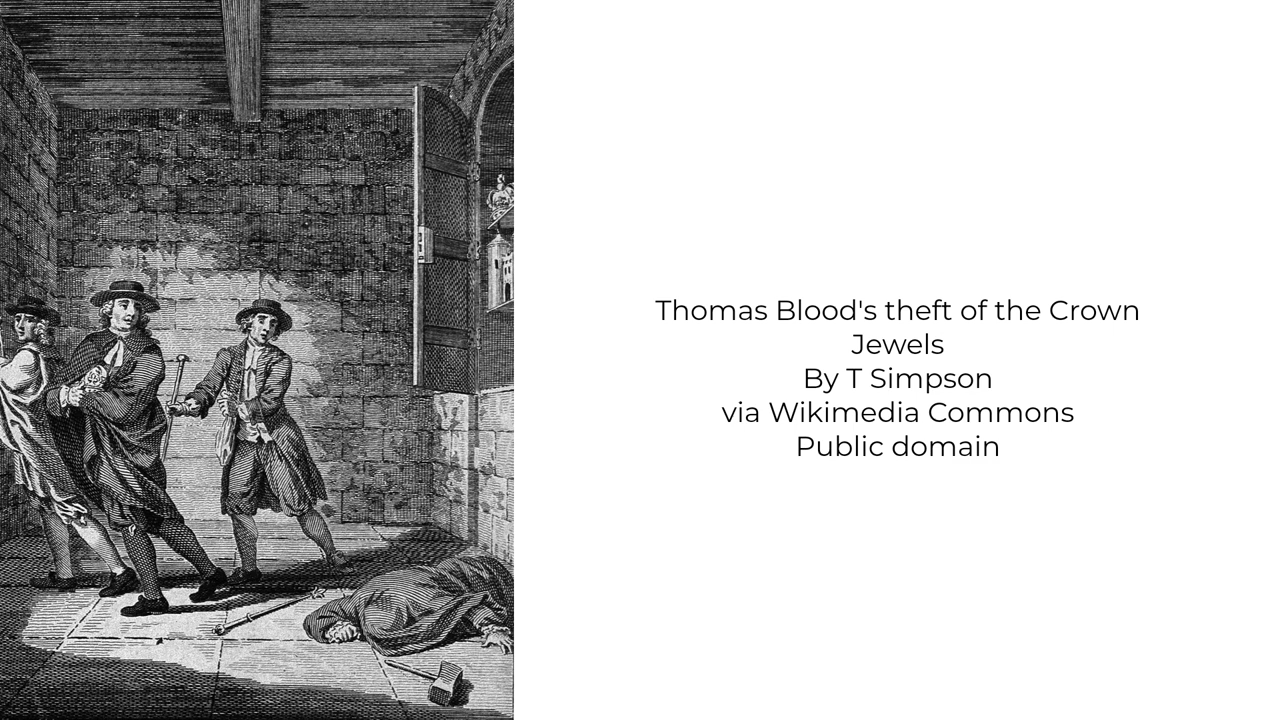 Thomas Blood's theft of the Crown
Jewels
By T Simpson
via Wikimedia Commons
Public domain